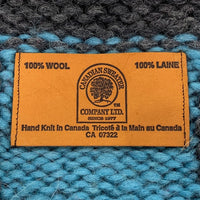 100% WOOL 100% LAINE
CANADIAN SWEATER
COMPANY LTD.
TM
SINCE 1977
Hand Knit in Canada Tricoté à la Main au Canada
CA 07322